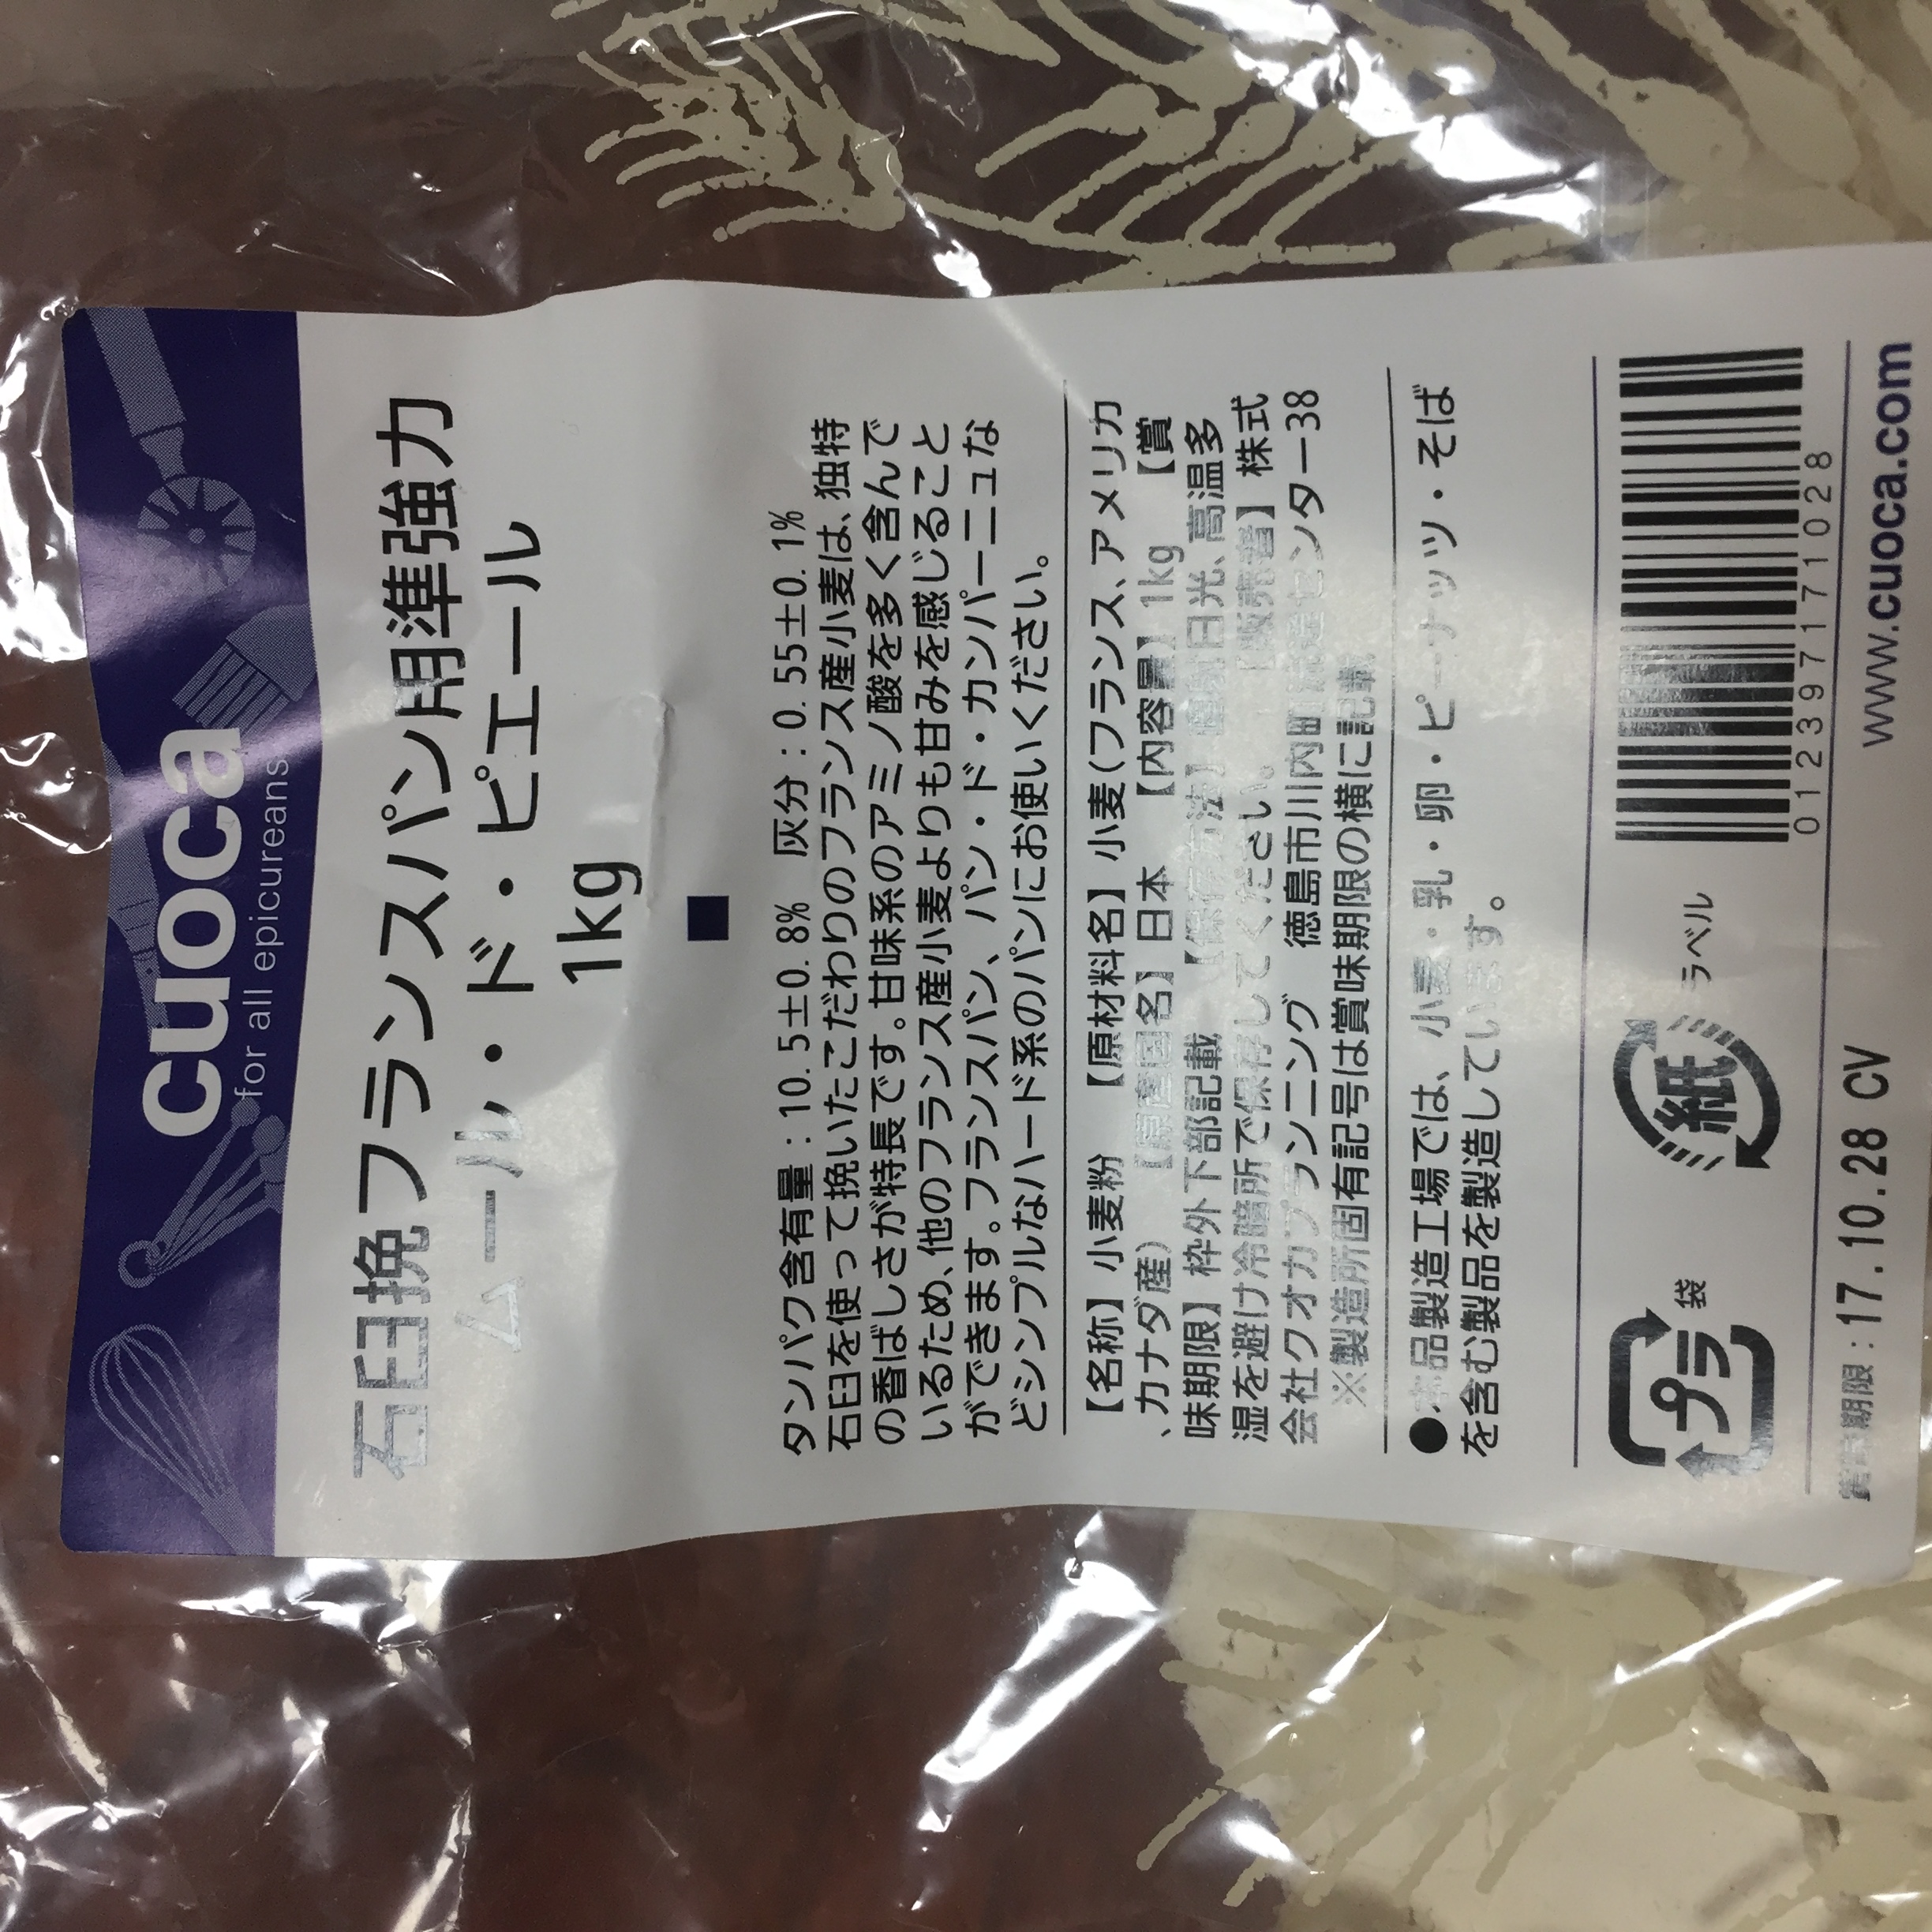 cuoca
for all epicureans
石臼挽フランスパン用準強力
ムール・ド・ピエール
1kg
タンパク含有量：10.5±0.8%　灰分：0.55±0.1%
石臼を使って挽いたこだわりのフランス産小麦は、独特
の香ばしさが特長です。甘味系のアミノ酸を多く含んで
いるため、他のフランス産小麦よりも甘みを感じること
ができます。フランスパン、パン・ド・カンパーニュな
どシンプルなハード系のパンにお使いください。
【名称】小麦粉　【原材料名】小麦（フランス、アメリカ
、カナダ産）　【原産国名】日本　【内容量】1kg　【賞
味期限】枠外下部記載　【保存方法】直射日光、高温多
湿を避け冷暗所で保存してください。　【販売者】株式
会社クオカプランニング　徳島市川内町流通センター38
※製造所固有記号は賞味期限の横に記載
●本品製造工場では、小麦・乳・卵・ピーナッツ・そば
を含む製品を製造しています。
プラ 袋
紙 ラベル
012397171028
賞味期限：17.10.28 CV
www.cuoca.com